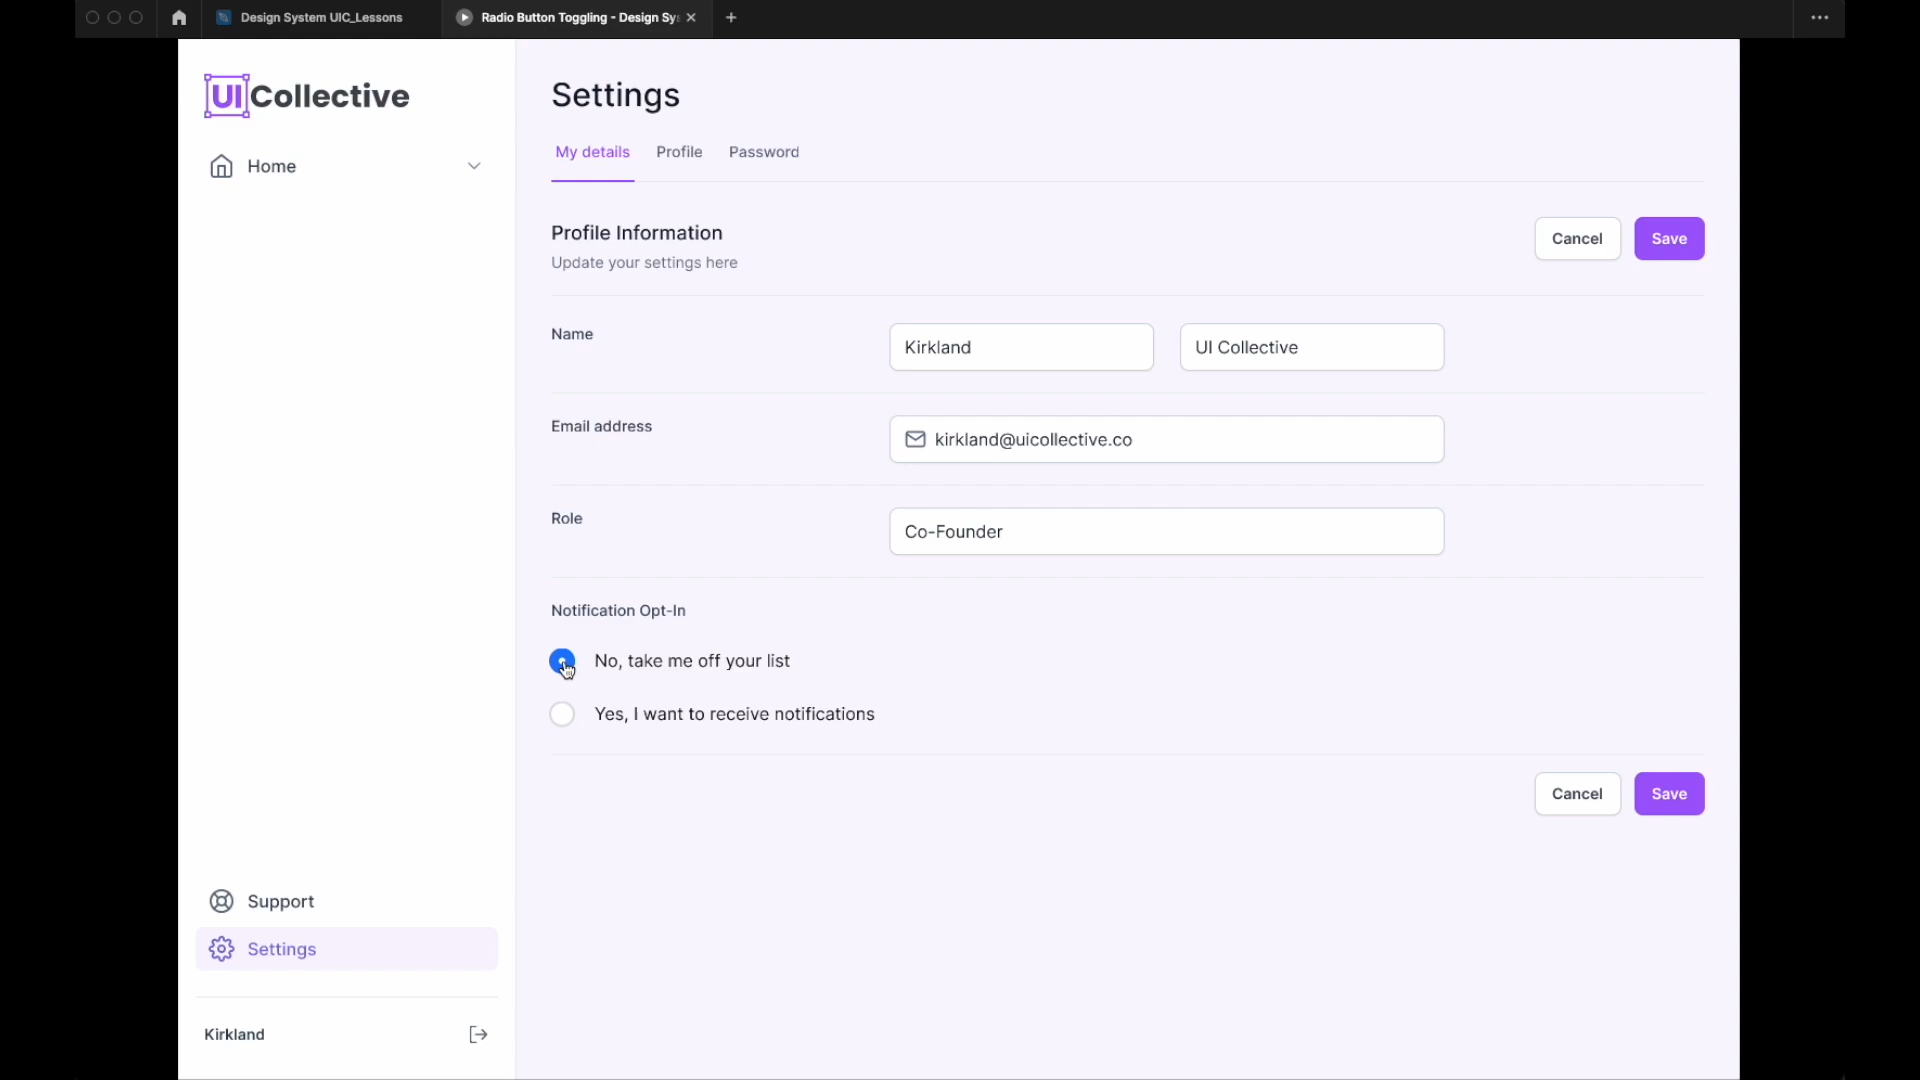 Design System UIC_Lessons
Radio Button Toggling - Design Sy
UICollective
Home
Support
Settings
Kirkland
Settings
My details Profile Password
Profile Information
Update your settings here
Cancel Save
Name
Kirkland
UI Collective
Email address
kirkland@uicollective.co
Role
Co-Founder
Notification Opt-In
No, take me off your list
Yes, I want to receive notifications
Cancel Save